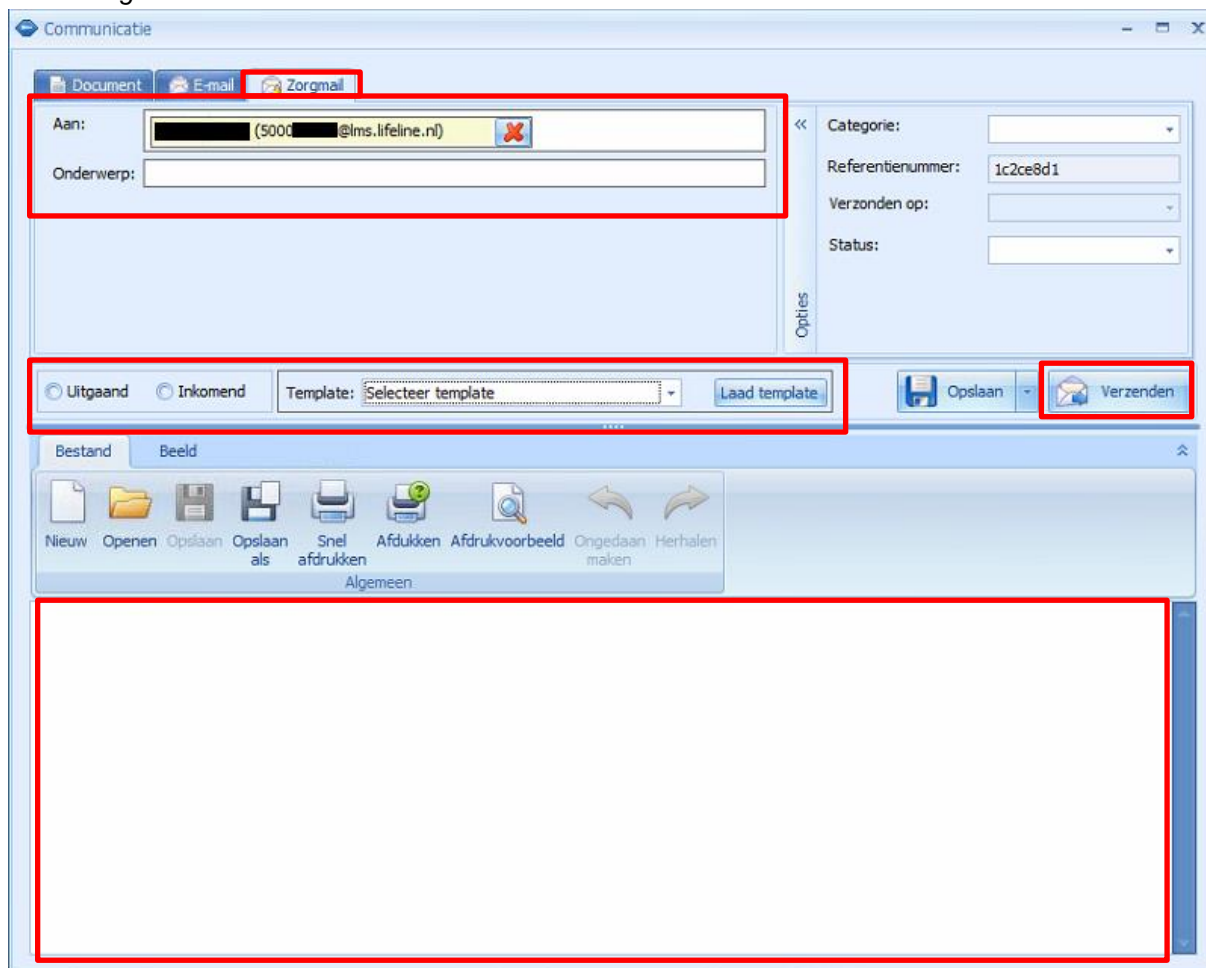 Communicatie
Document E-mail Zorgmail
Aan: (5000 @lms.lifeline.nl)
Onderwerp:
« Categorie:
Referentienummer: 1c2ce8d1
Verzonden op:
Status:
Opties
Uitgaand Inkomend Template: Selecteer template Laad template Opslaan Verzenden
Bestand Beeld
Nieuw Openen Opslaan Opslaan als Snel afdrukken Afdukken Afdrukvoorbeeld Ongedaan maken Herhalen
Algemeen